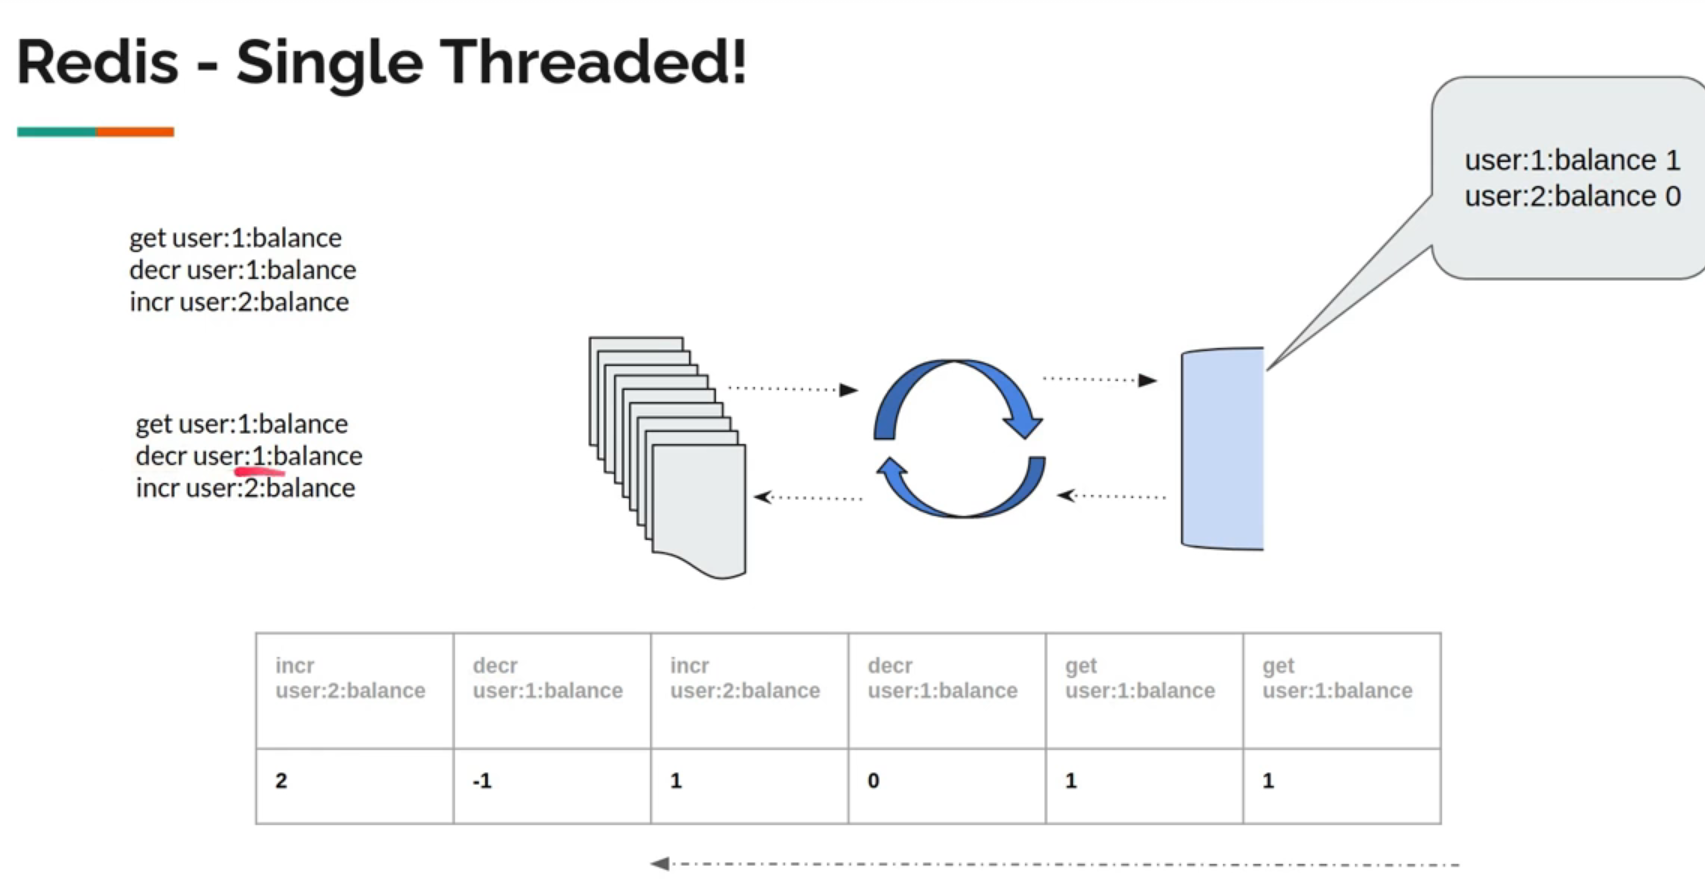 Redis - Single Threaded!
user:1:balance 1
user:2:balance 0
get user:1:balance
decr user:1:balance
incr user:2:balance
get user:1:balance
decr user:1:balance
incr user:2:balance
incr
user:2:balance
decr
user:1:balance
incr
user:2:balance
decr
user:1:balance
get
user:1:balance
get
user:1:balance
2
-1
1
0
1
1